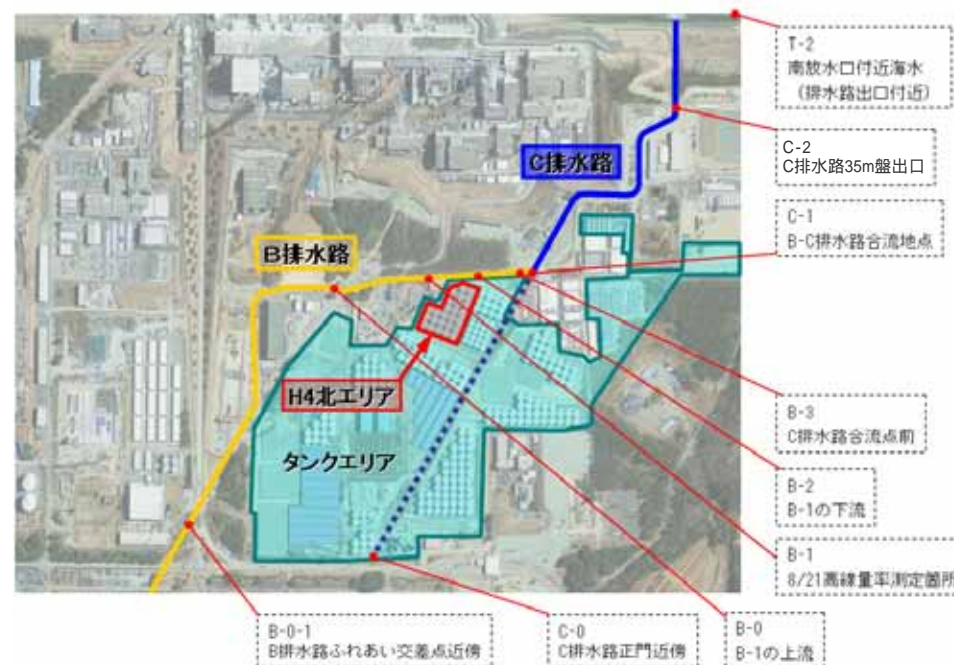 T-2
南放水口付近海水
(排水路出口付近)
C-2
C排水路35m盤出口
C排水路
C-1
B-C排水路合流地点
B排水路
H4北エリア
タンクエリア
B-3
C排水路合流点前
B-2
B-1の下流
B-1
8/21高線量率測定箇所
B-0-1
B排水路ふれあい交差点近傍
C-0
C排水路正門近傍
B-0
B-1の上流